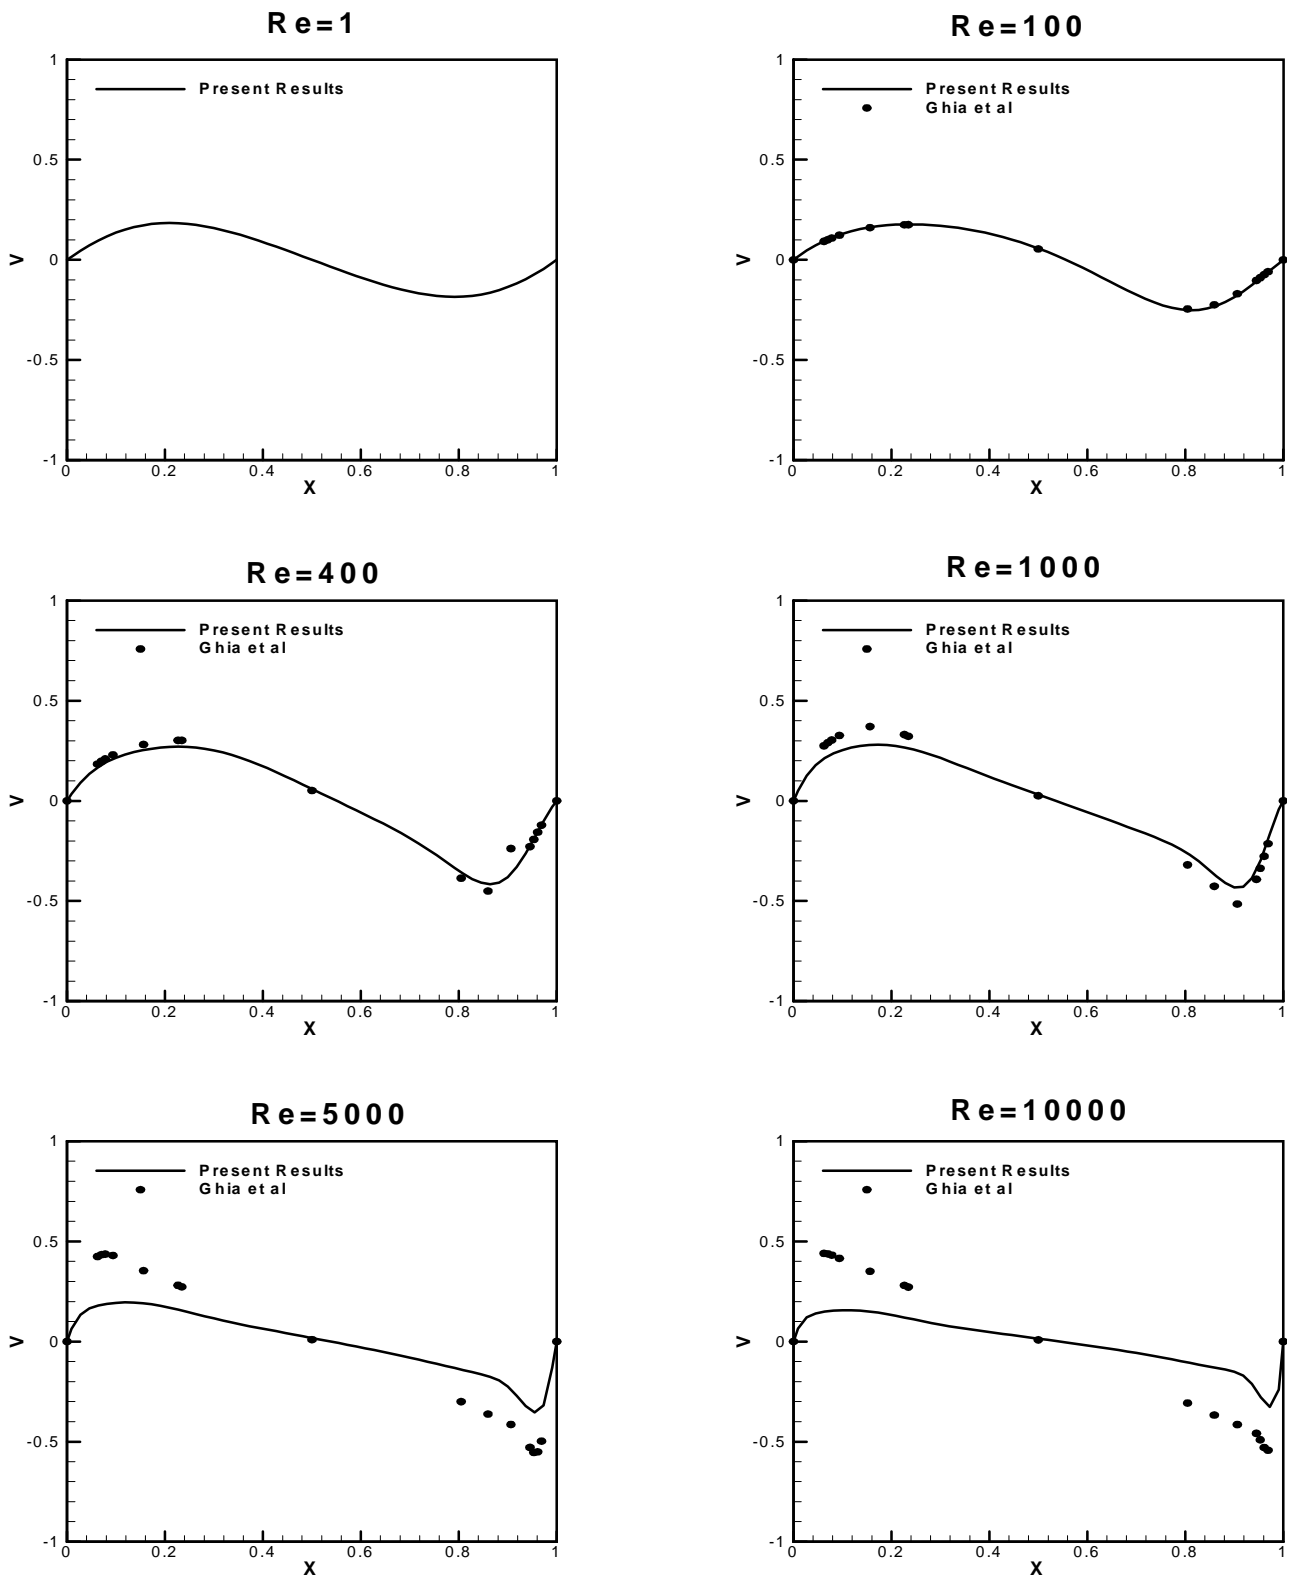 Re=1
1
Present Results
0.5
V
0
-0.5
-1
0 0.2 0.4 0.6 0.8 1
X
Re=100
1
Present Results
Ghia et al
0.5
V
0
-0.5
-1
0 0.2 0.4 0.6 0.8 1
X
Re=400
1
Present Results
Ghia et al
0.5
V
0
-0.5
-1
0 0.2 0.4 0.6 0.8 1
X
Re=1000
1
Present Results
Ghia et al
0.5
V
0
-0.5
-1
0 0.2 0.4 0.6 0.8 1
X
Re=5000
1
Present Results
Ghia et al
0.5
V
0
-0.5
-1
0 0.2 0.4 0.6 0.8 1
X
Re=10000
1
Present Results
Ghia et al
0.5
V
0
-0.5
-1
0 0.2 0.4 0.6 0.8 1
X